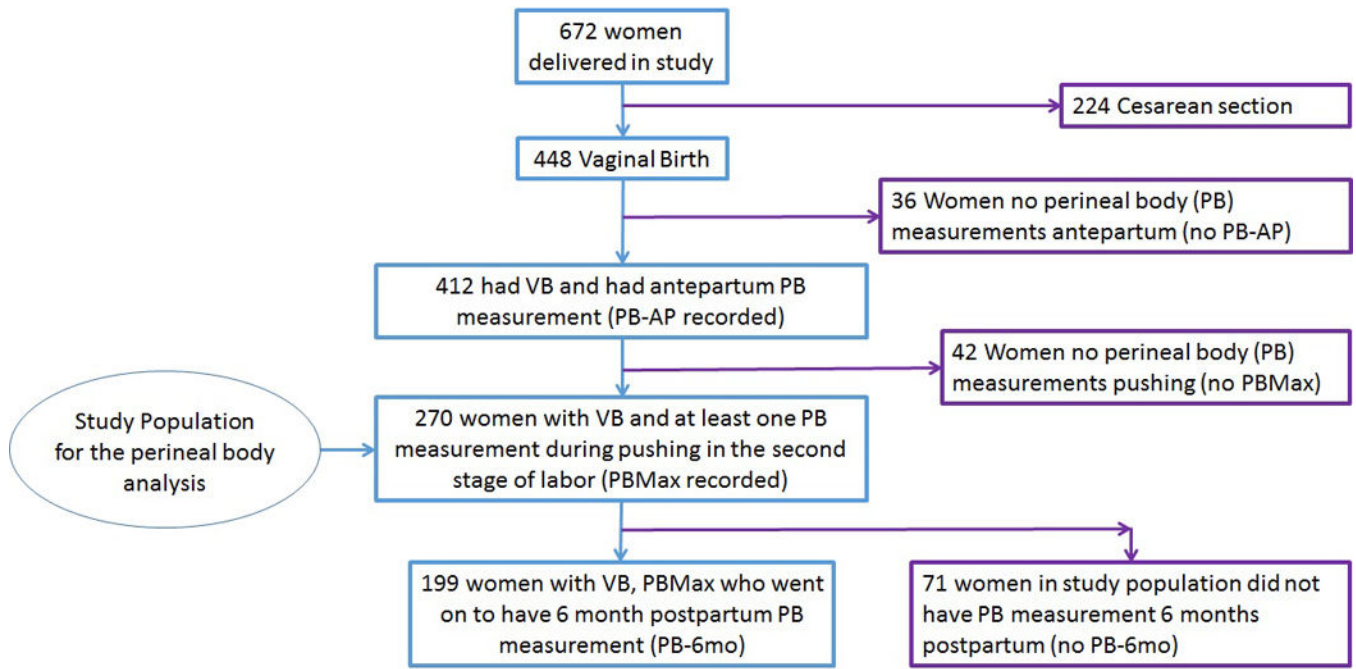 672 women
delivered in study
224 Cesarean section
448 Vaginal Birth
36 Women no perineal body (PB)
measurements antepartum (no PB-AP)
412 had VB and had antepartum PB
measurement (PB-AP recorded)
42 Women no perineal body (PB)
measurements pushing (no PBMax)
Study Population
for the perineal body
analysis
270 women with VB and at least one PB
measurement during pushing in the second
stage of labor (PBMax recorded)
199 women with VB, PBMax who went
on to have 6 month postpartum PB
measurement (PB-6mo)
71 women in study population did not
have PB measurement 6 months
postpartum (no PB-6mo)